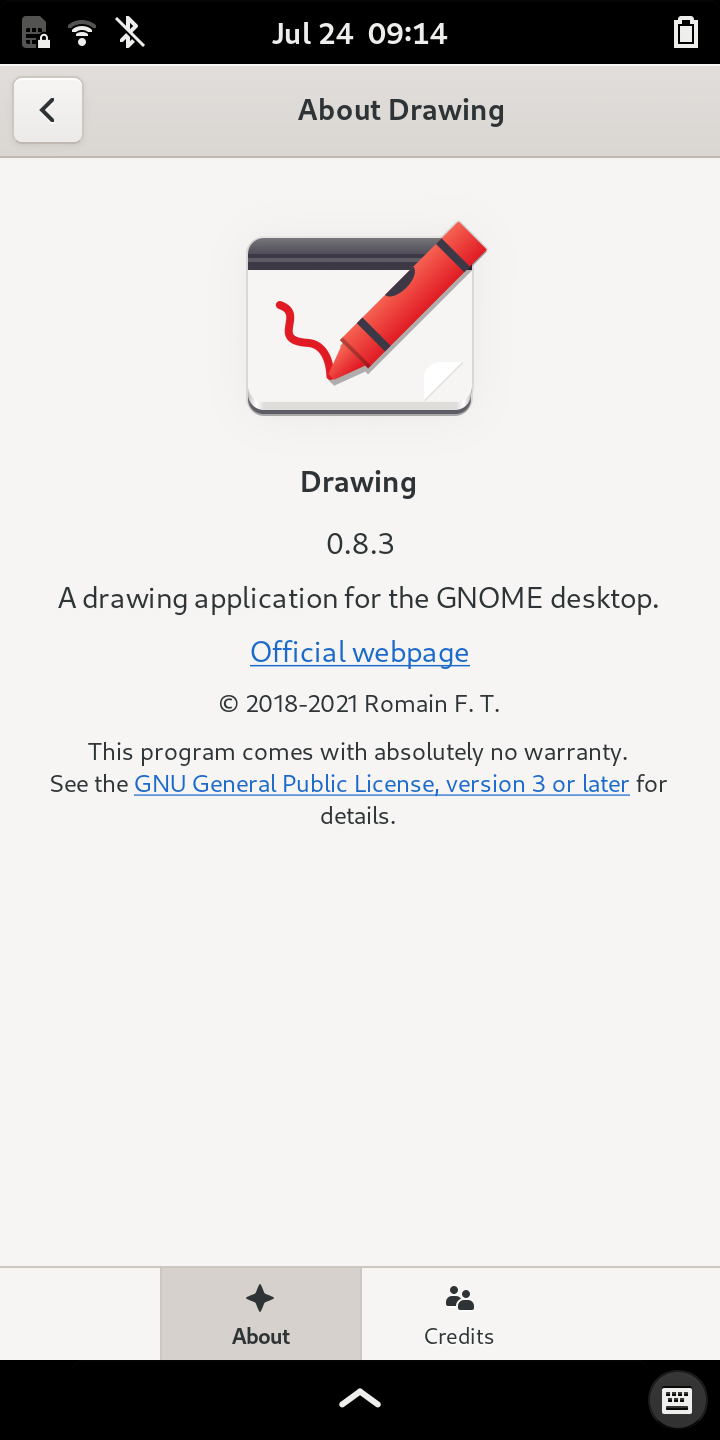 Jul 24 09:14
About Drawing
Drawing
0.8.3
A drawing application for the GNOME desktop.
Official webpage
© 2018-2021 Romain F. T.
This program comes with absolutely no warranty.
See the GNU General Public License, version 3 or later for
details.
About
Credits